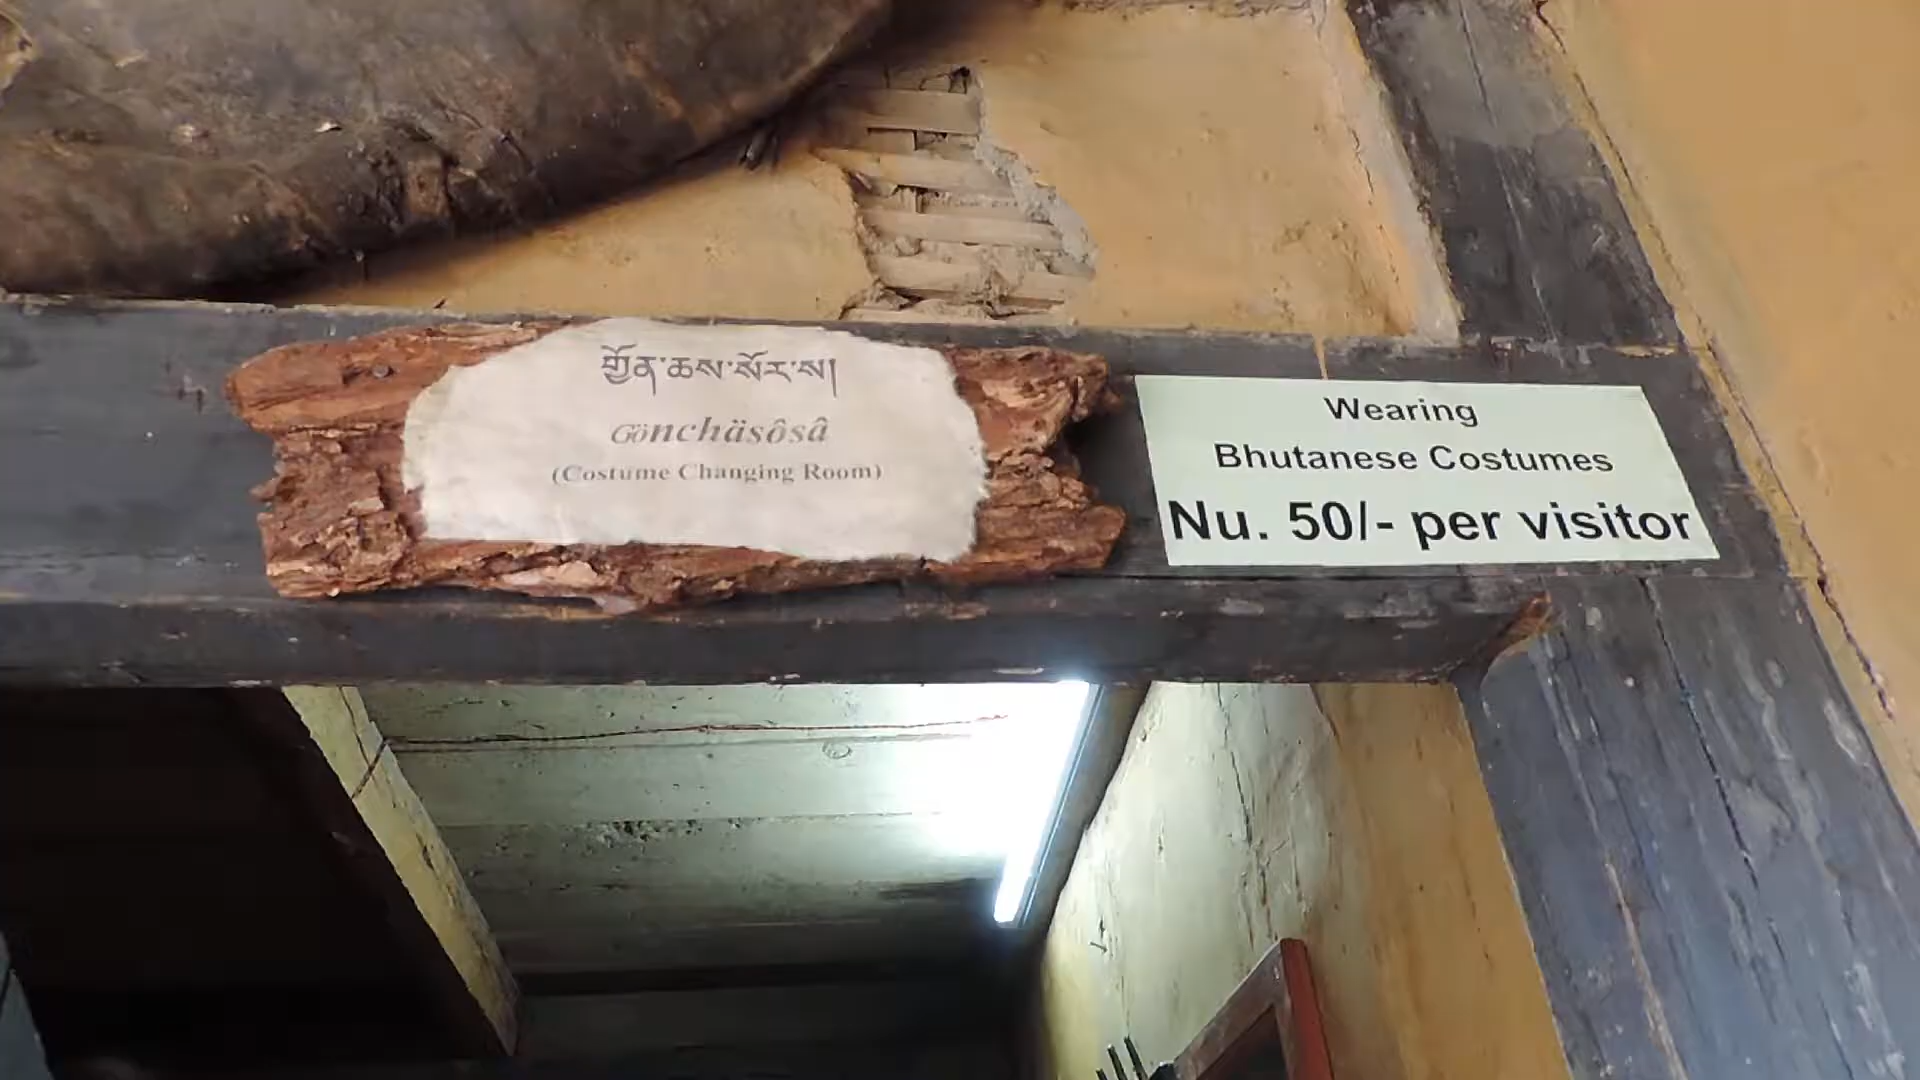 གྱོན་ཆས་སོར་ས།
Gönchäsôsâ
(Costume Changing Room)
Wearing
Bhutanese Costumes
Nu. 50/- per visitor